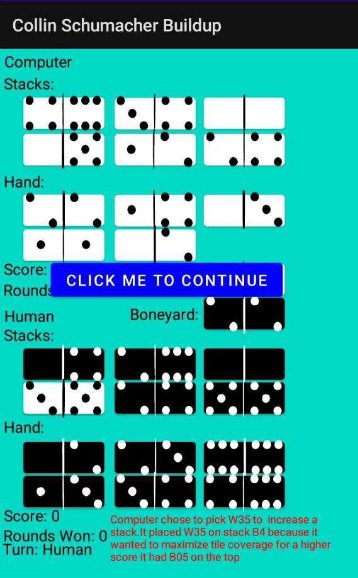 Collin Schumacher Buildup
Computer
Stacks:
Hand:
Score:
CLICK ME TO CONTINUE
Rounds
Human
Boneyard:
Stacks:
Hand:
Score: 0
Rounds Won: 0
Turn: Human
Computer chose to pick W35 to increase a
stack.It placed W35 on stack B4 because it
wanted to maximize tile coverage for a higher
score it had B05 on the top